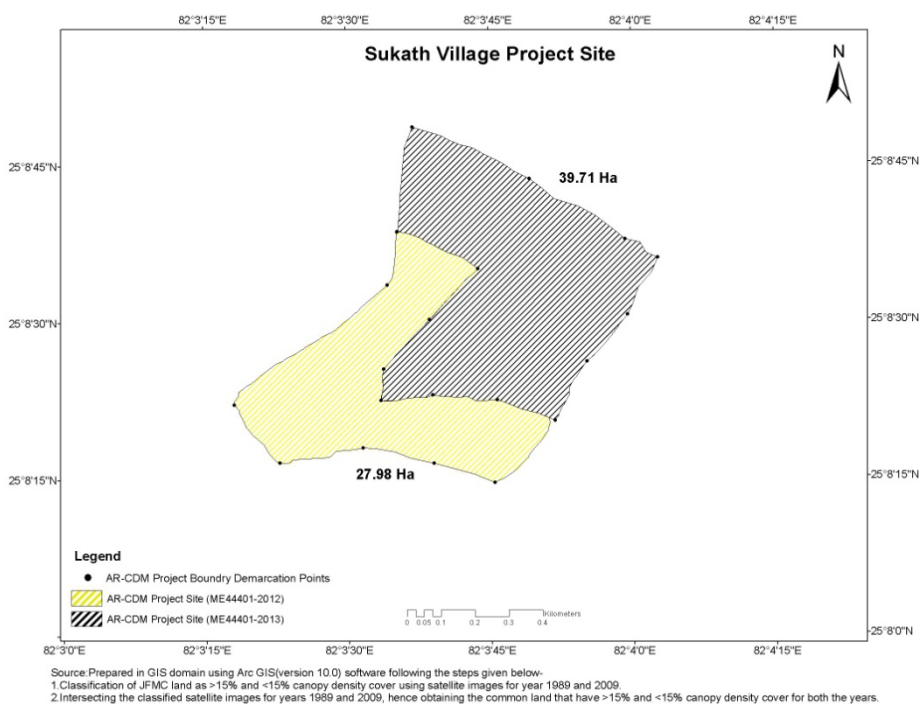 82°3'15"E 82°3'30"E 82°3'45"E 82°4'0"E 82°4'15"E
Sukath Village Project Site
N
25°8'45"N 25°8'45"N
39.71 Ha
25°8'30"N 25°8'30"N
27.98 Ha
25°8'15"N 25°8'15"N
Legend
AR-CDM Project Boundry Demarcation Points
AR-CDM Project Site (ME44401-2012)
AR-CDM Project Site (ME44401-2013)
Kilometers
0 0.05 0.1 0.2 0.3 0.4
25°8'0"N
82°3'0"E 82°3'15"E 82°3'30"E 82°3'45"E 82°4'0"E 82°4'15"E
Source:Prepared in GIS domain using Arc GIS(version 10.0) software following the steps given below-
1.Classification of JFMC land as >15% and <15% canopy density cover using satellite images for year 1989 and 2009.
2.Intersecting the classified satellite images for years 1989 and 2009, hence obtaining the common land that have >15% and <15% canopy density cover for both the years.